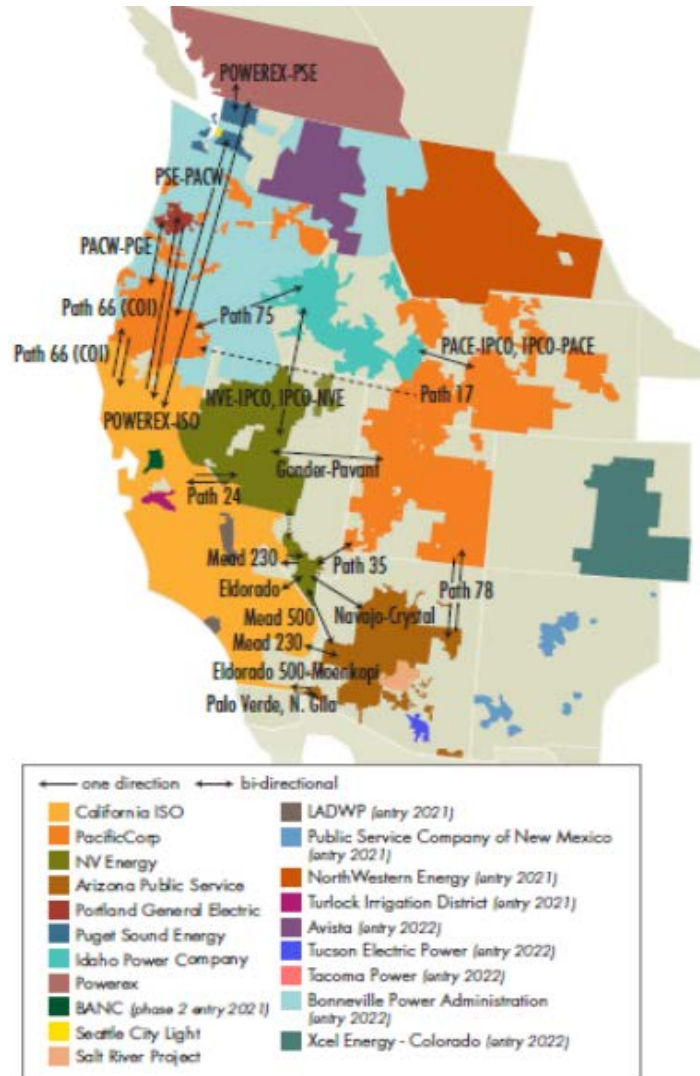 POWEREX-PSE
PSE-PACW
PACW-PGE
Path 66 (COI)
Path 75
Path 66 (COI)
PACE-IPCO, IPCO-PACE
NVE-IPCO, IPCO-NVE
Path 17
POWEREX-ISO
Gonder-Pavant
Path 24
Mead 230
Path 35
Eldorado
Path 78
Mead 500
Navajo-Crystal
Mead 230
Eldorado 500-Moenkopi
Palo Verde, N. Gila
one direction
bi-directional
California ISO
PacificCorp
NV Energy
Arizona Public Service
Portland General Electric
Puget Sound Energy
Idaho Power Company
Powerex
BANC (phase 2 entry 2021)
Seattle City Light
Salt River Project
LADWP (entry 2021)
Public Service Company of New Mexico
(entry 2021)
NorthWestern Energy (entry 2021)
Turlock Irrigation District (entry 2021)
Avista (entry 2022)
Tucson Electric Power (entry 2022)
Tacoma Power (entry 2022)
Bonneville Power Administration
(entry 2022)
Xcel Energy - Colorado (entry 2022)